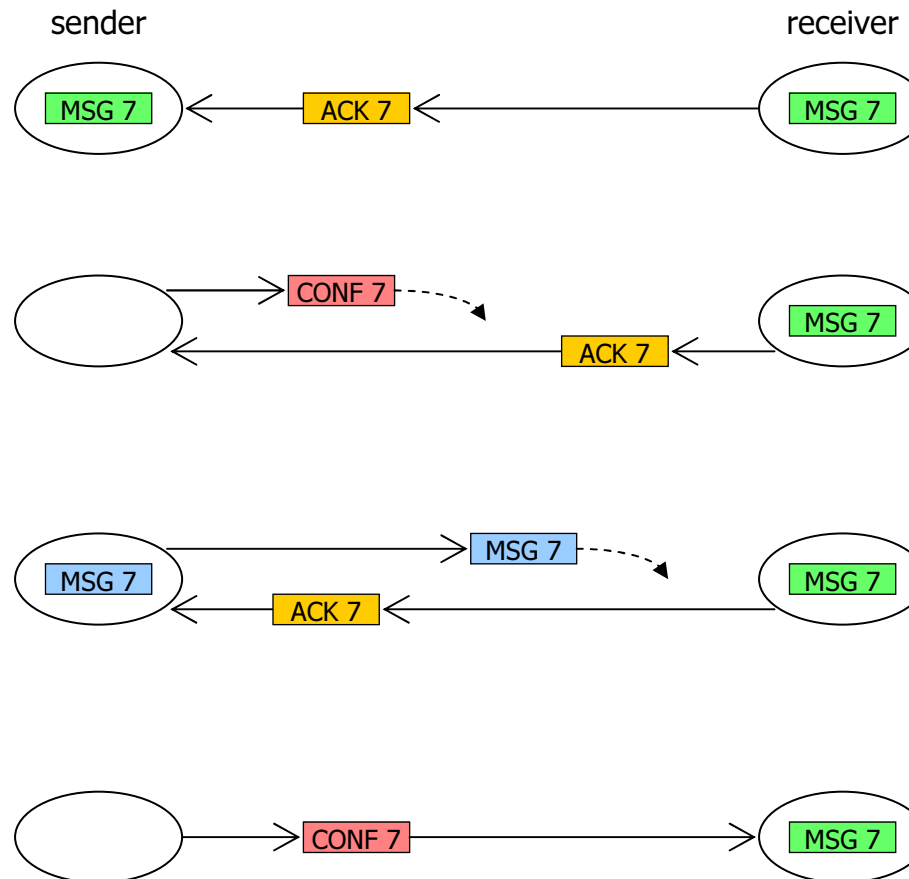 sender receiver
MSG 7 ACK 7 MSG 7
CONF 7
MSG 7
ACK 7
MSG 7
MSG 7 MSG 7
ACK 7
CONF 7 MSG 7